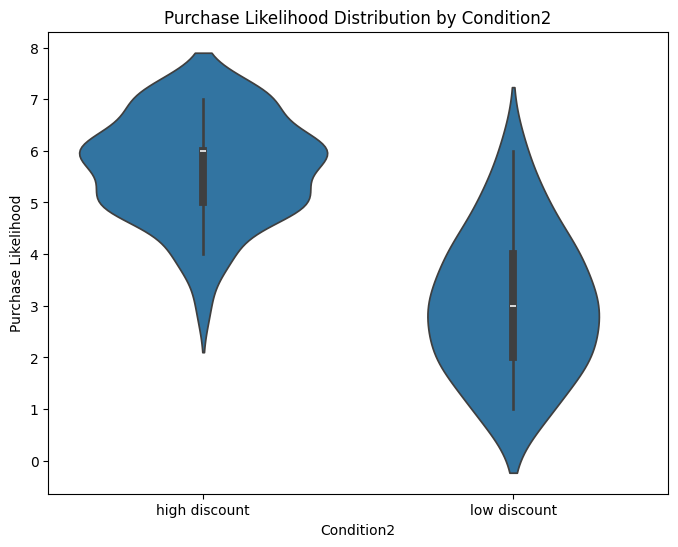 Purchase Likelihood Distribution by Condition2
8
7
6
5
4
3
2
1
0
Purchase Likelihood
high discount
low discount
Condition2